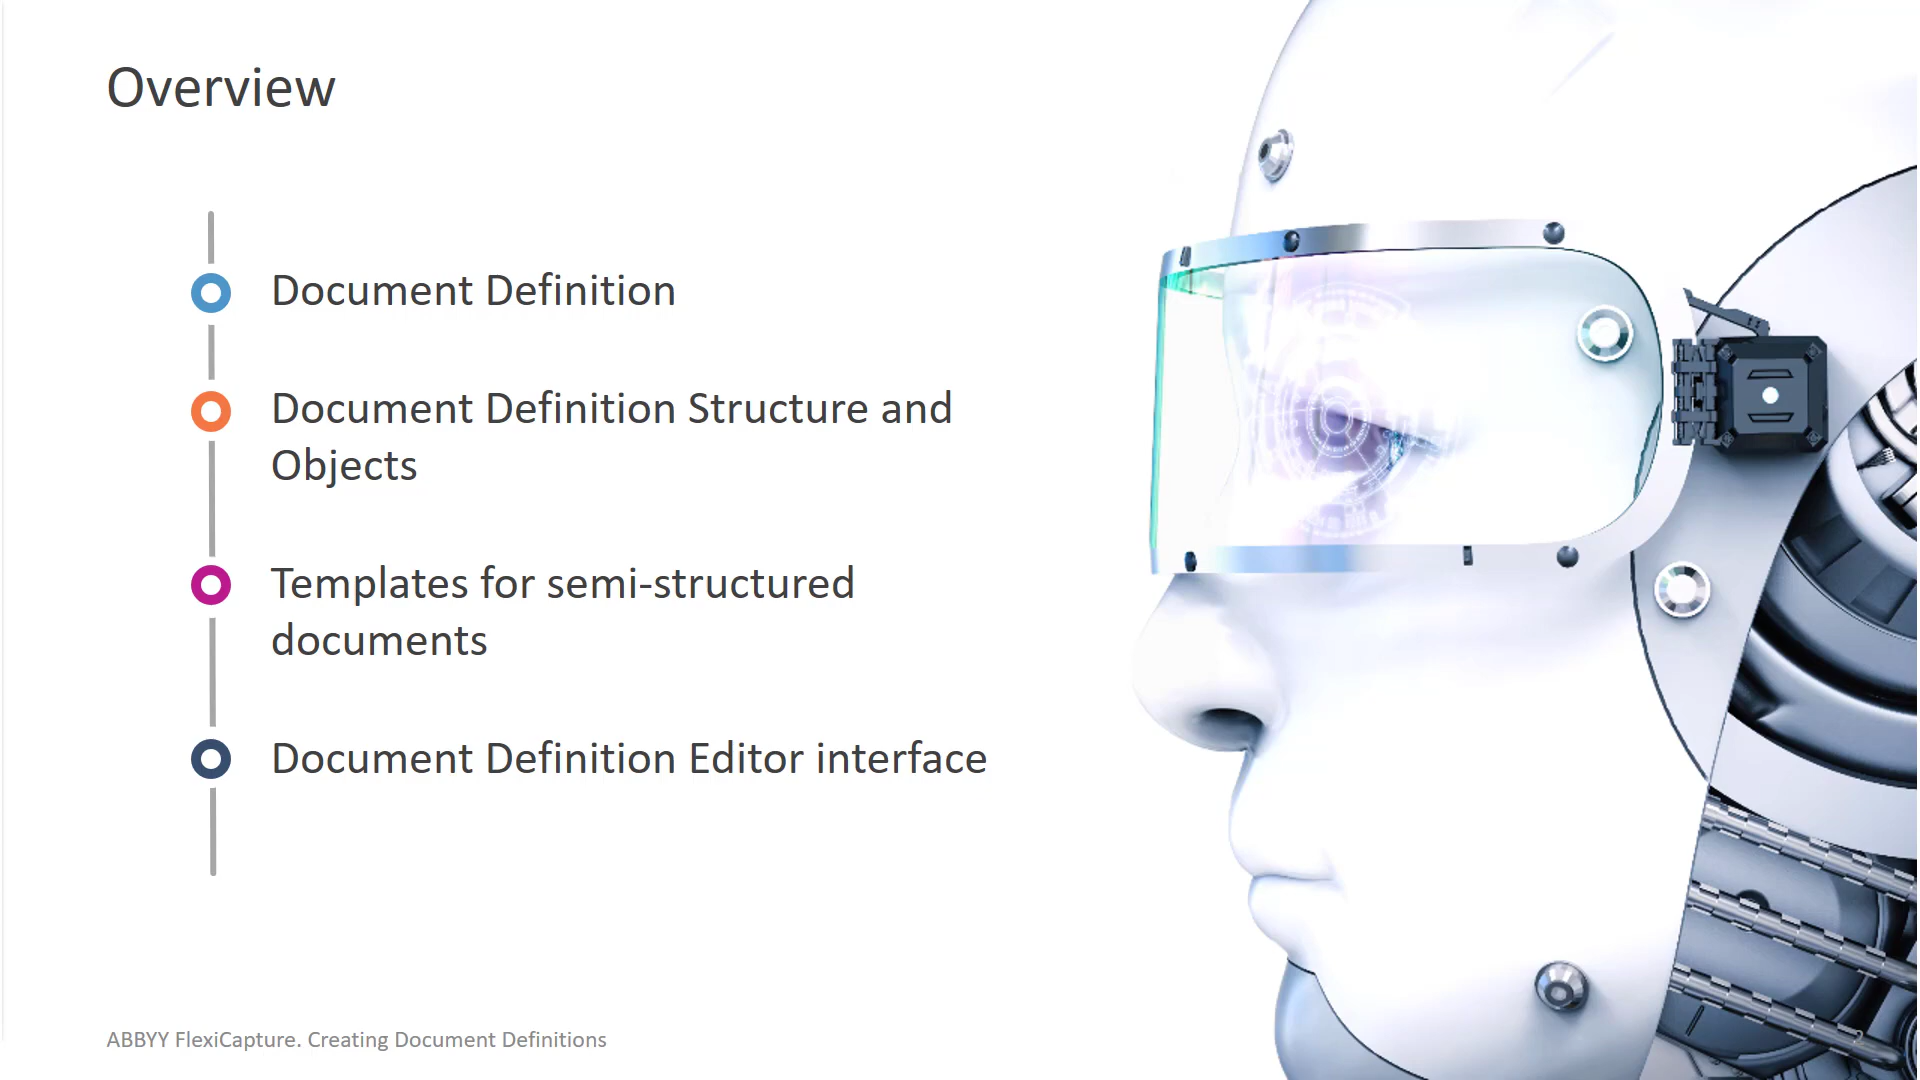 Overview
Document Definition
Document Definition Structure and
Objects
Templates for semi-structured
documents
Document Definition Editor interface
ABBYY FlexiCapture. Creating Document Definitions
2